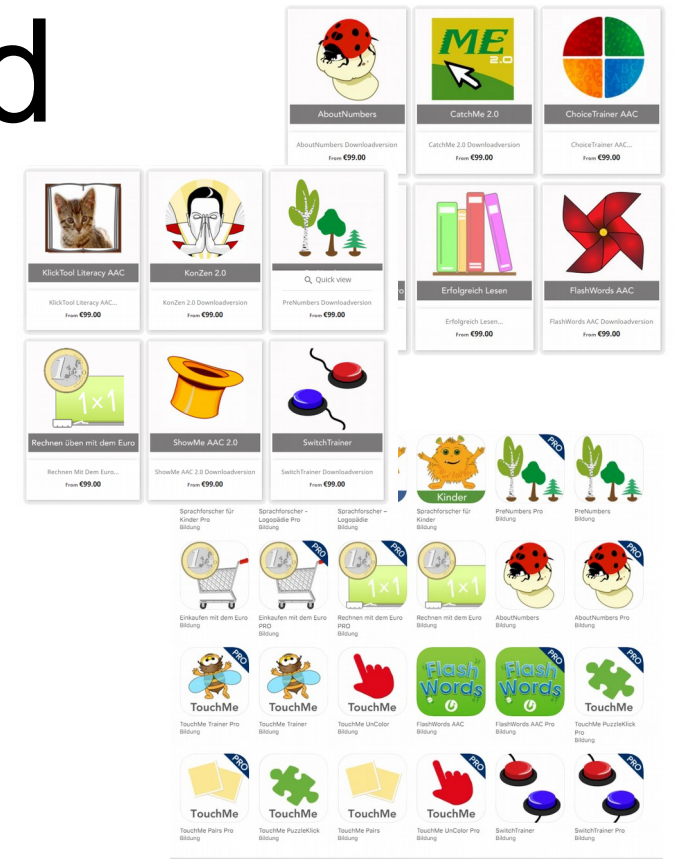 d
ME
2.0
AboutNumbers
CatchMe 2.0
ChoiceTrainer AAC
AboutNumbers Downloadversion
CatchMe 2.0 Downloadversion
ChoiceTrainer AAC...
From €99.00
From €99.00
From €99.00
KlickTool Literacy AAC
KonZen 2.0
Quick view
KlickTool Literacy AAC...
KonZen 2.0 Downloadversion
PreNumbers Downloadversion
From €99.00
From €99.00
From €99.00
Erfolgreich Lesen
FlashWords AAC
Erfolgreich Lesen...
FlashWords AAC Downloadversion
From €99.00
From €99.00
1x1
Rechnen üben mit dem Euro
ShowMe AAC 2.0
SwitchTrainer
Rechnen Mit Dem Euro...
ShowMe AAC 2.0 Downloadversion
SwitchTrainer Downloadversion
From €99.00
From €99.00
From €99.00
Kinder
PRO
Sprachforscher für
Kinder Pro
Bildung
Sprachforscher –
Logopädie Pro
Bildung
Sprachforscher –
Logopädie
Bildung
Sprachforscher für
Kinder
Bildung
PreNumbers Pro
Bildung
PreNumbers
Bildung
PRO
PRO
1x1
1x1
PRO
Einkaufen mit dem Euro
Bildung
Einkaufen mit dem Euro
PRO
Bildung
Rechnen mit dem Euro
PRO
Bildung
Rechnen mit dem Euro
Bildung
AboutNumbers
Bildung
AboutNumbers Pro
Bildung
PRO
TouchMe
TouchMe
TouchMe
Flash
Words
Flash
Words
PRO
PRO
TouchMe
TouchMe Trainer Pro
Bildung
TouchMe Trainer
Bildung
TouchMe UnColor
Bildung
FlashWords AAC
Bildung
FlashWords AAC Pro
Bildung
TouchMe PuzzleKlick
Pro
Bildung
PRO
TouchMe
TouchMe
TouchMe
PRO
TouchMe
PRO
TouchMe Pairs Pro
Bildung
TouchMe PuzzleKlick
Bildung
TouchMe Pairs
Bildung
TouchMe UnColor Pro
Bildung
SwitchTrainer
Bildung
SwitchTrainer Pro
Bildung